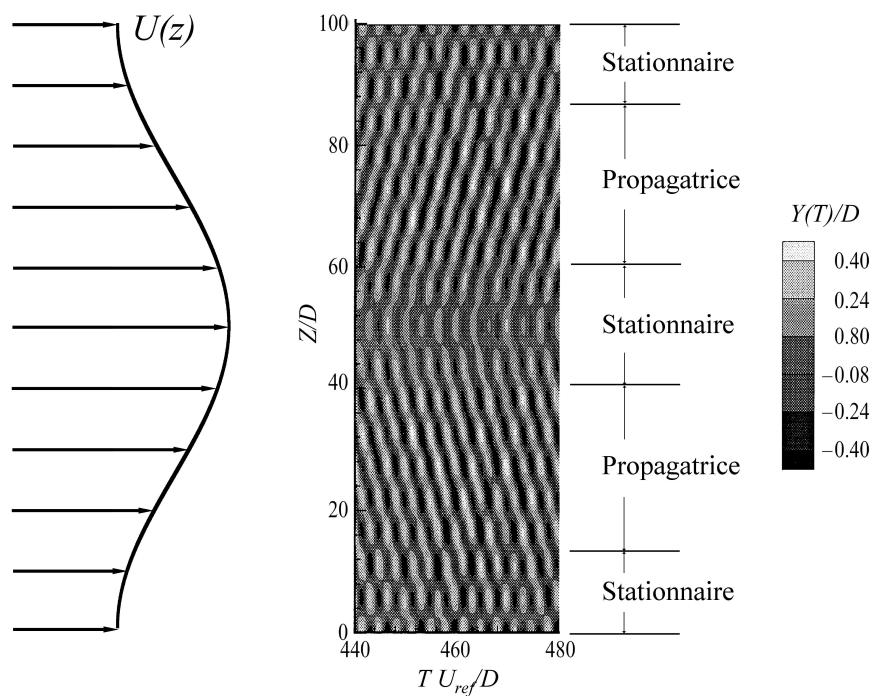 U(z)
100
80
60
40
20
0
Z/D
440
460
480
T U_ref/D
Stationnaire
Propagatrice
Stationnaire
Propagatrice
Stationnaire
Y(T)/D
0.40
0.24
0.80
–0.08
–0.24
–0.40